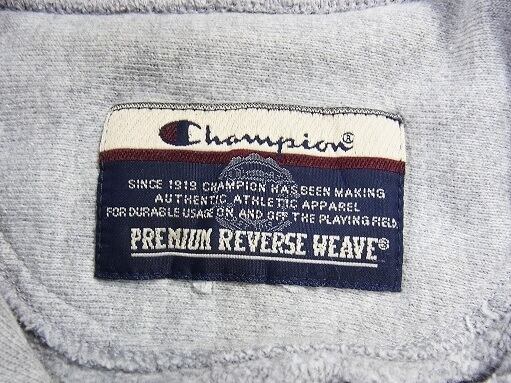 Champion®
SINCE 1919 CHAMPION HAS BEEN MAKING
AUTHENTIC ATHLETIC APPAREL
FOR DURABLE USAGE ON, AND OFF THE PLAYING FIELD.
PREMIUM REVERSE WEAVE®